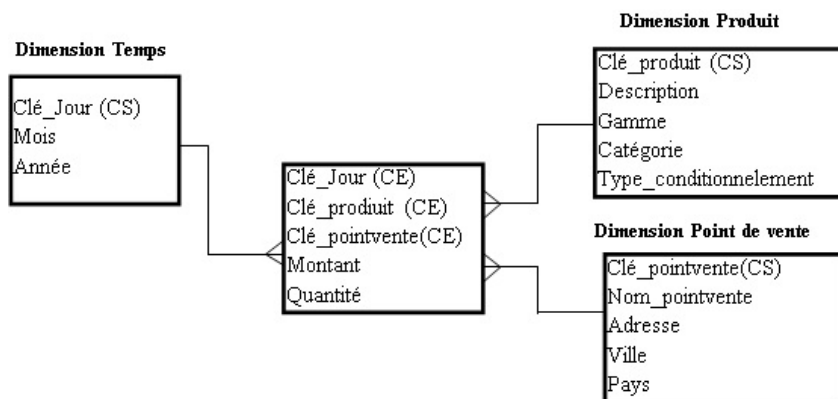 Dimension Temps
Clé_Jour (CS)
Mois
Année
Clé_Jour (CE)
Clé_prodiuit (CE)
Clé_pointvente(CE)
Montant
Quantité
Dimension Produit
Clé_produit (CS)
Description
Gamme
Catégorie
Type_conditionnelement
Dimension Point de vente
Clé_pointvente(CS)
Nom_pointvente
Adresse
Ville
Pays